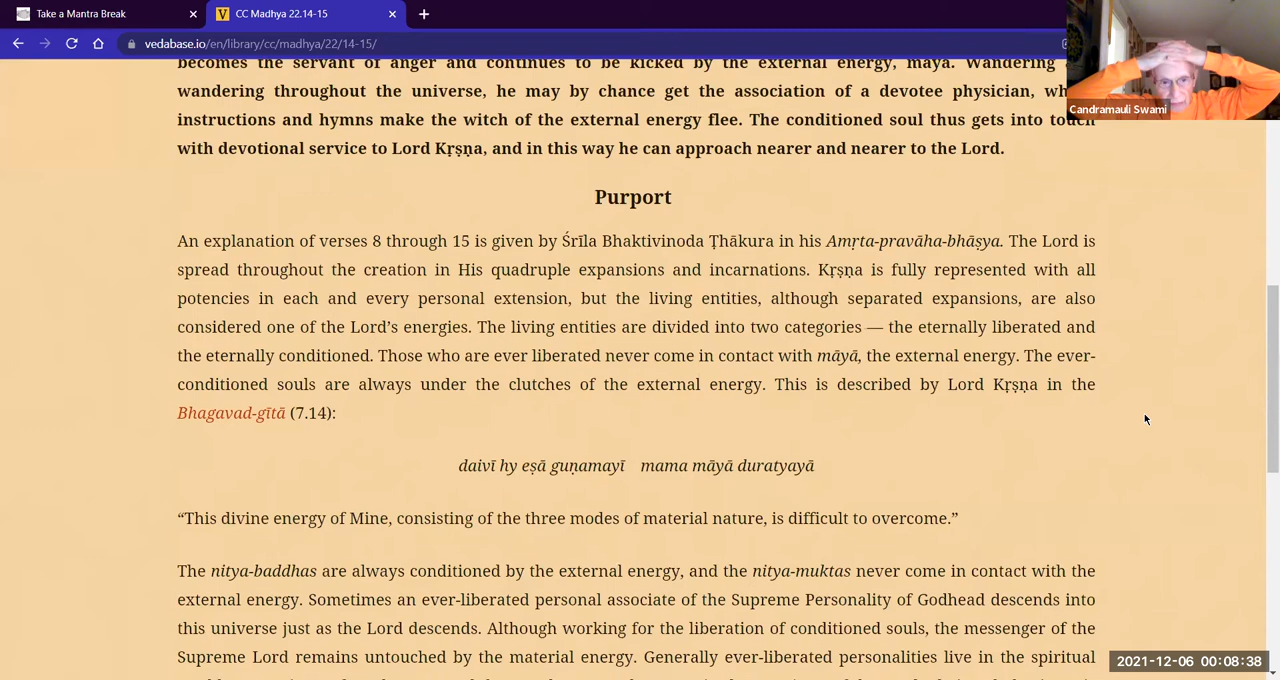 Take a Mantra Break
CC Madhya 22.14-15
vedabase.io/en/library/cc/madhya/22/14-15/
Candramauli Swami
becomes the servant of anger and continues to be kicked by the external energy, māyā. Wandering
wandering throughout the universe, he may by chance get the association of a devotee physician,
instructions and hymns make the witch of the external energy flee. The conditioned soul thus gets into touch
with devotional service to Lord Kṛṣṇa, and in this way he can approach nearer and nearer to the Lord.
Purport
An explanation of verses 8 through 15 is given by Śrīla Bhaktivinoda Ṭhākura in his Amṛta-pravāha-bhāṣya. The Lord is
spread throughout the creation in His quadruple expansions and incarnations. Kṛṣṇa is fully represented with all
potencies in each and every personal extension, but the living entities, although separated expansions, are also
considered one of the Lord’s energies. The living entities are divided into two categories — the eternally liberated and
the eternally conditioned. Those who are ever liberated never come in contact with māyā, the external energy. The ever-
conditioned souls are always under the clutches of the external energy. This is described by Lord Kṛṣṇa in the
Bhagavad-gītā (7.14):
daivī hy eṣā guṇamayī mama māyā duratyayā
“This divine energy of Mine, consisting of the three modes of material nature, is difficult to overcome.”
The nitya-baddhas are always conditioned by the external energy, and the nitya-muktas never come in contact with the
external energy. Sometimes an ever-liberated personal associate of the Supreme Personality of Godhead descends into
this universe just as the Lord descends. Although working for the liberation of conditioned souls, the messenger of the
Supreme Lord remains untouched by the material energy. Generally ever-liberated personalities live in the spiritual
2021-12-06 00:08:38